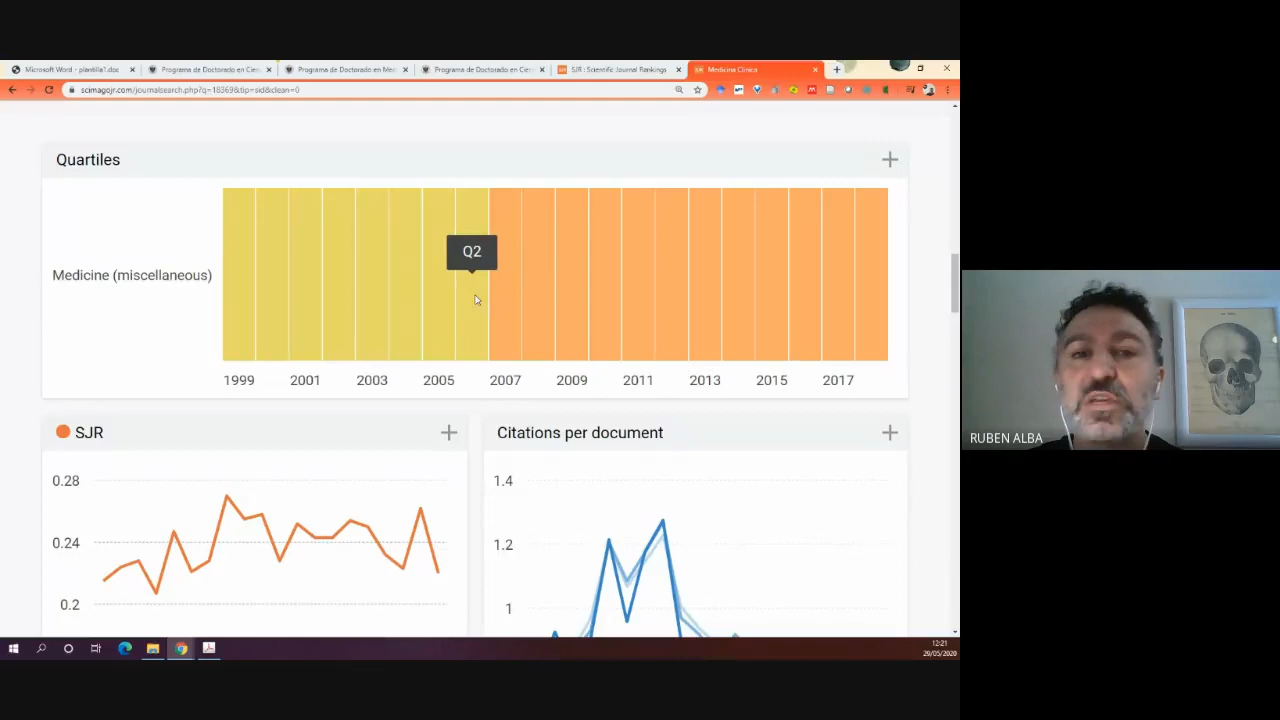 Microsoft Word - plantilla1.doc
Programa de Doctorado en Cien
Programa de Doctorado en Med
Programa de Doctorado en Cien
SJR : Scientific Journal Rankings
Medicina Clinica
scimagojr.com/journalsearch.php?q=18369&tip=sid&clean=0
Quartiles
Medicine (miscellaneous)
Q2
1999 2001 2003 2005 2007 2009 2011 2013 2015 2017
SJR
0.28
0.24
0.2
Citations per document
1.4
1.2
1
RUBEN ALBA
12:21
29/05/2020